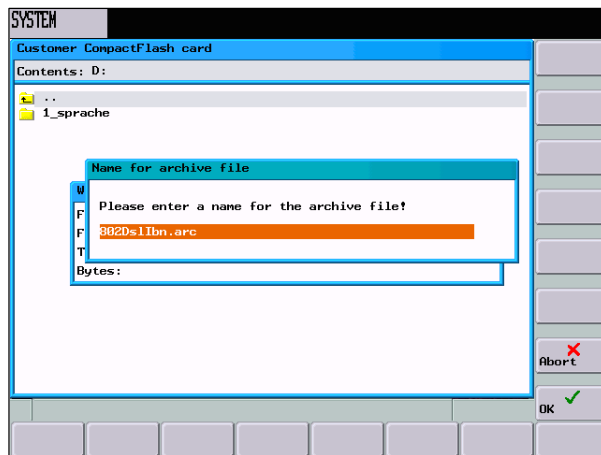 SYSTEM
Customer CompactFlash card
Contents: D:
..
1_sprache
Name for archive file
W
Please enter a name for the archive file!
F
802DslIbn.arc
F
T
Bytes:
Abort
OK